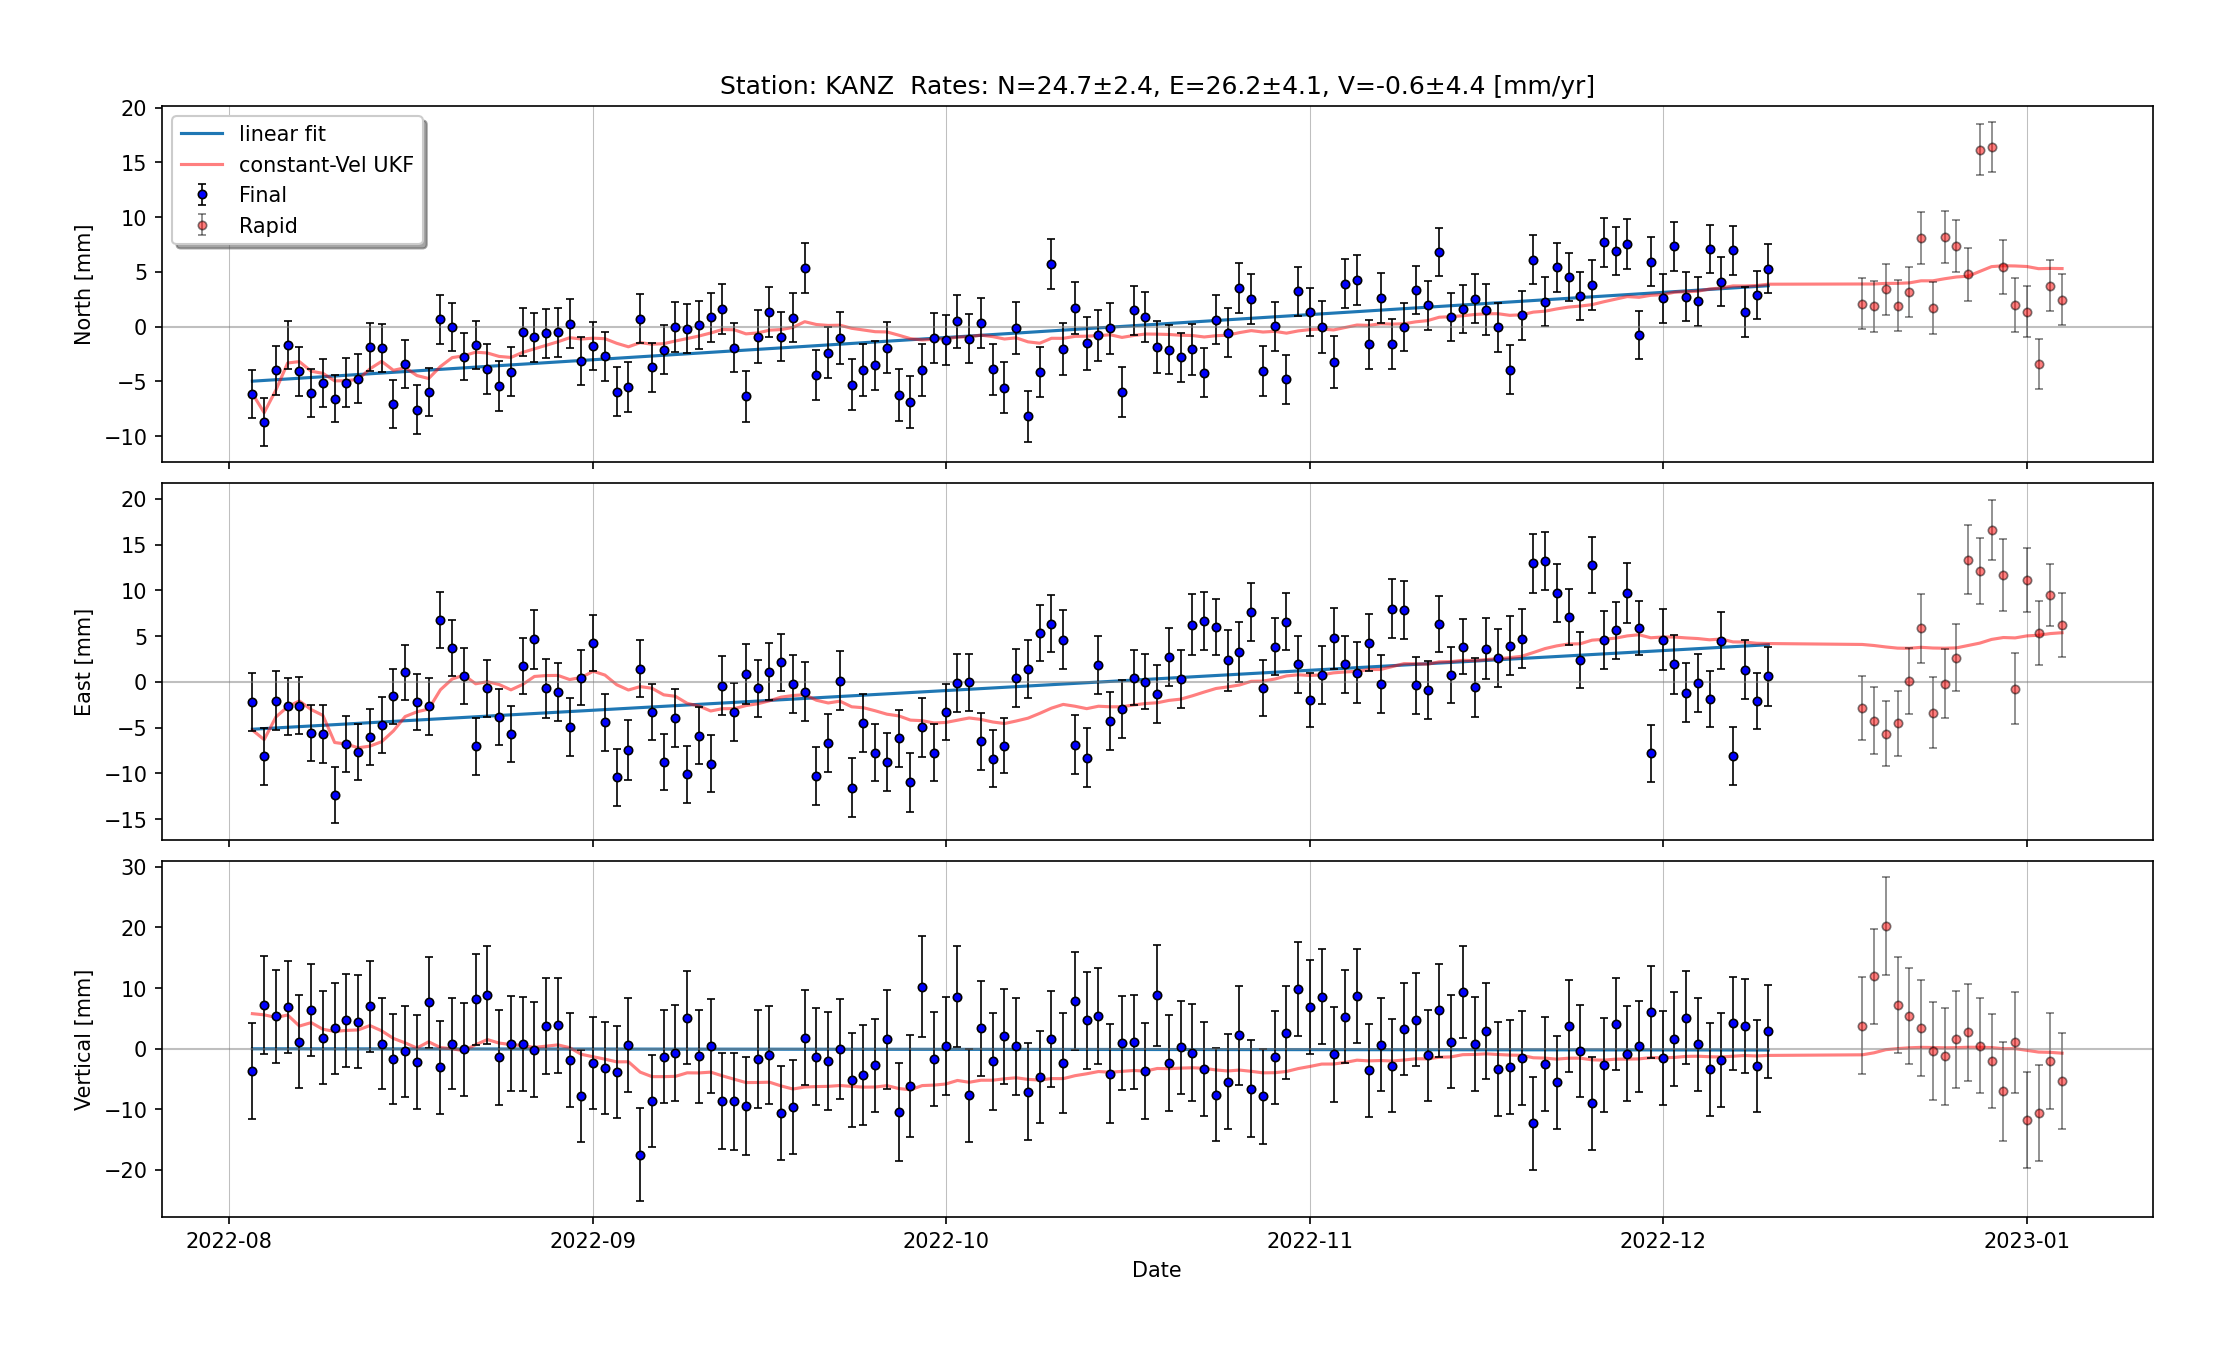 Station: KANZ  Rates: N=24.7±2.4, E=26.2±4.1, V=-0.6±4.4 [mm/yr]
linear fit
constant-Vel UKF
Final
Rapid
North [mm]
20
15
10
5
0
−5
−10
East [mm]
20
15
10
5
0
−5
−10
−15
Vertical [mm]
30
20
10
0
−10
−20
2022-08 2022-09 2022-10 2022-11 2022-12 2023-01
Date